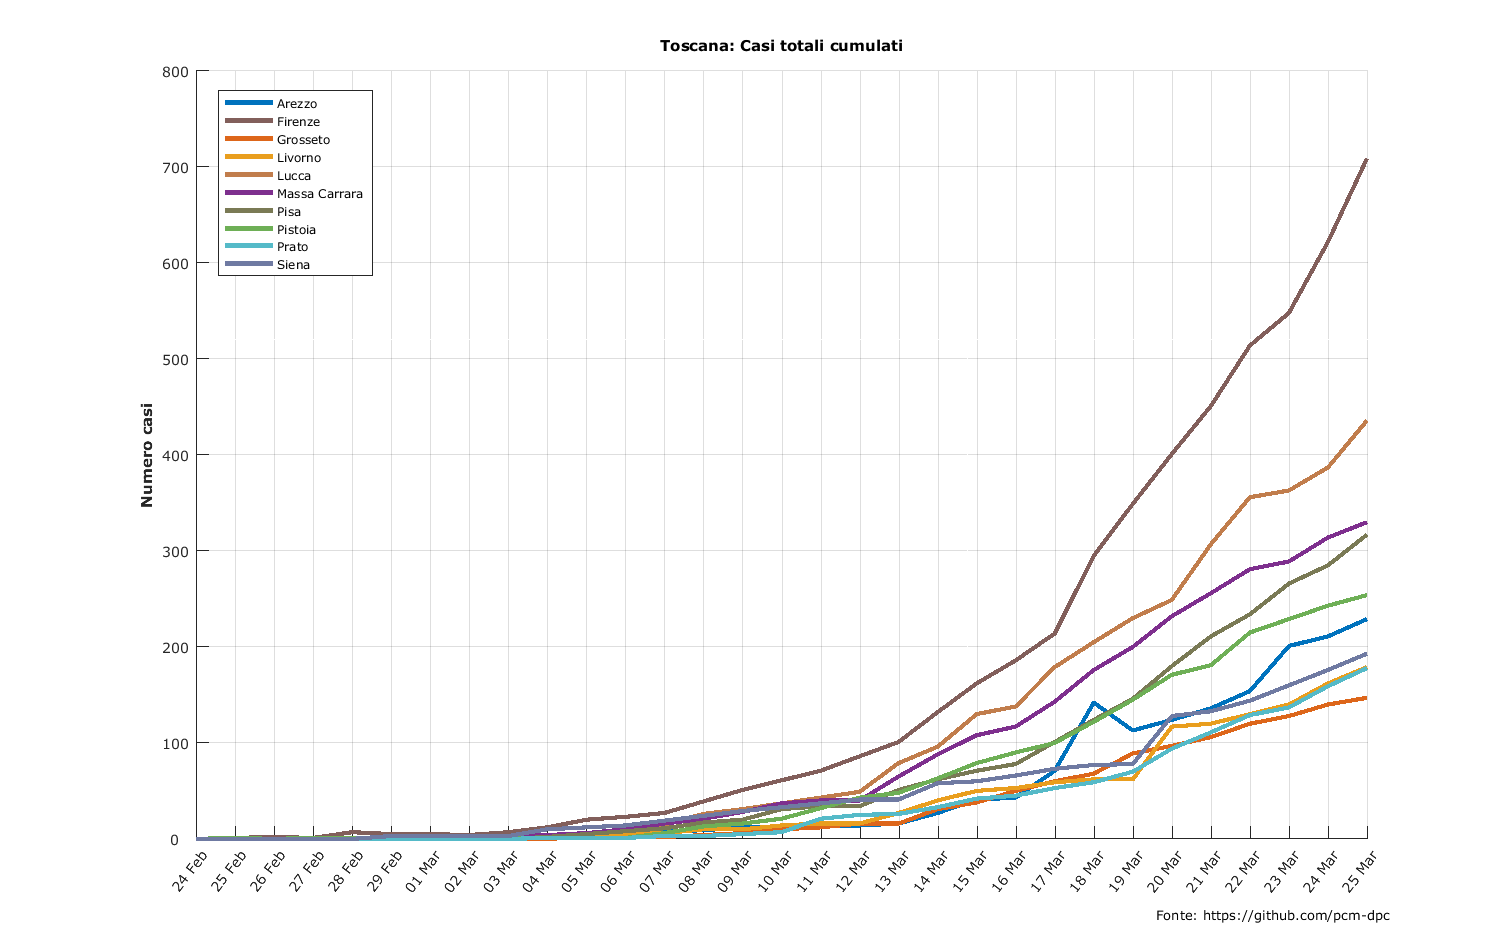 Toscana: Casi totali cumulati
800
700
600
500
400
300
200
100
0
Numero casi
Arezzo
Firenze
Grosseto
Livorno
Lucca
Massa Carrara
Pisa
Pistoia
Prato
Siena
24 Feb
25 Feb
26 Feb
27 Feb
28 Feb
29 Feb
01 Mar
02 Mar
03 Mar
04 Mar
05 Mar
06 Mar
07 Mar
08 Mar
09 Mar
10 Mar
11 Mar
12 Mar
13 Mar
14 Mar
15 Mar
16 Mar
17 Mar
18 Mar
19 Mar
20 Mar
21 Mar
22 Mar
23 Mar
24 Mar
25 Mar
Fonte: https://github.com/pcm-dpc